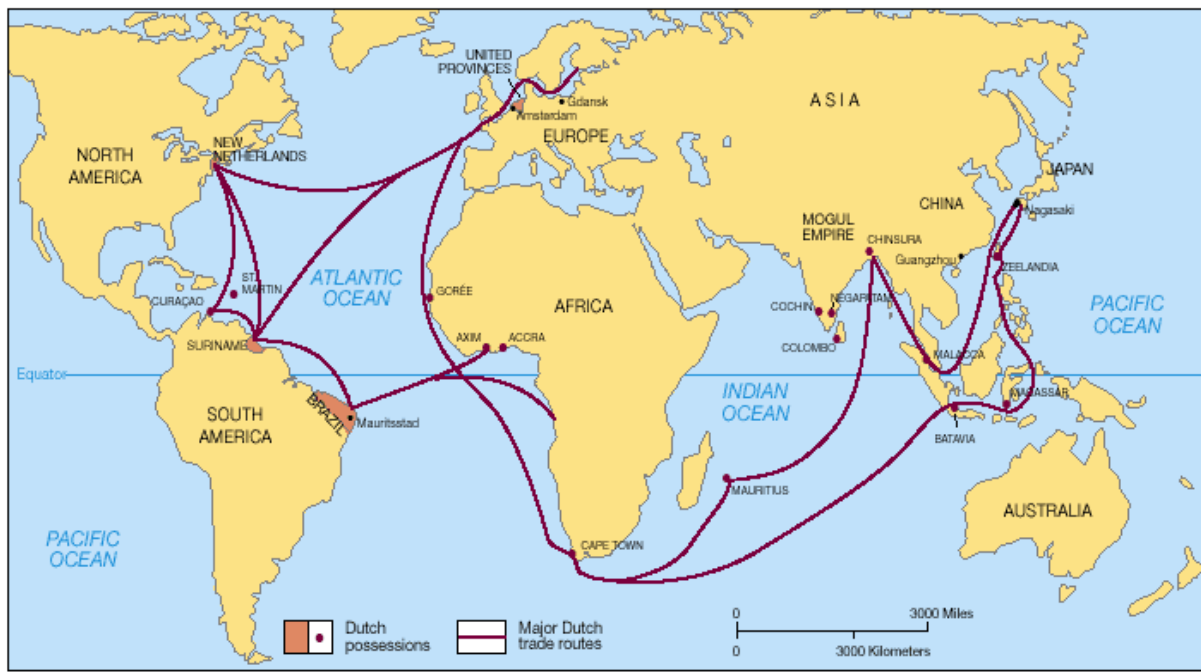 UNITED
PROVINCES
Gdansk
Amsterdam
ASIA
EUROPE
NEW
NETHERLANDS
NORTH
AMERICA
JAPAN
CHINA
Nagasaki
MOGUL
EMPIRE
CHINSURA
Guangzhou
ZEELANDIA
ATLANTIC
OCEAN
ST.
MARTIN
CURAÇAO
GORÉE
AFRICA
COCHIN
PACIFIC
OCEAN
AXIM
ACCRA
SURINAME
COLOMBO
MALACCA
Equator
INDIAN
OCEAN
MACASSAR
BRAZIL
SOUTH
AMERICA
Mauritsstad
BATAVIA
MAURITIUS
AUSTRALIA
PACIFIC
OCEAN
CAPE TOWN
Dutch
possessions
Major Dutch
trade routes
0
3000 Miles
0
3000 Kilometers